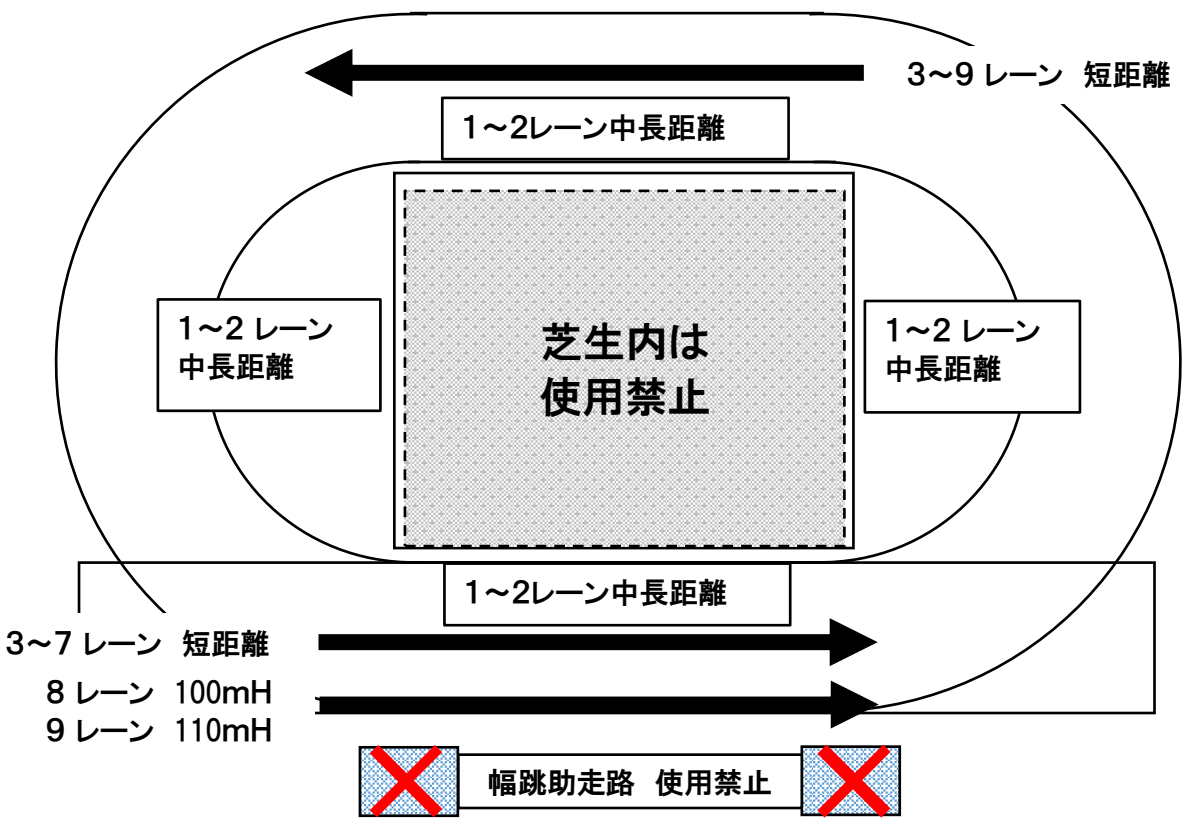 3～9 レーン 短距離
1～2レーン中長距離
1～2 レーン
中長距離
芝生内は
使用禁止
1～2 レーン
中長距離
1～2レーン中長距離
3～7 レーン 短距離
8 レーン 100mH
9 レーン 110mH
幅跳助走路 使用禁止